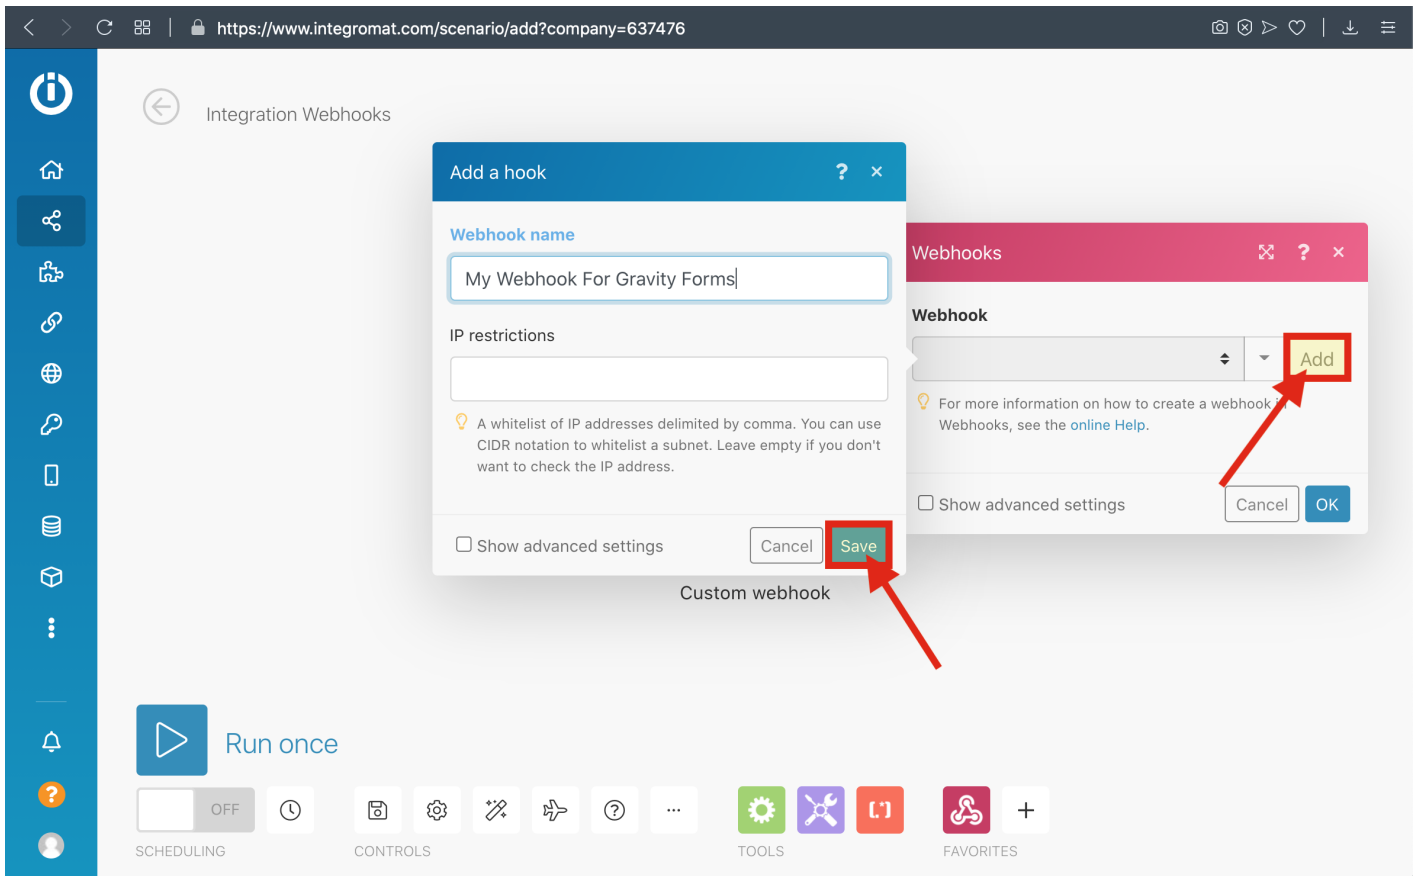 https://www.integromat.com/scenario/add?company=637476
Integration Webhooks
Add a hook
?
×
Webhook name
My Webhook For Gravity Forms
IP restrictions
A whitelist of IP addresses delimited by comma. You can use
CIDR notation to whitelist a subnet. Leave empty if you don't
want to check the IP address.
Show advanced settings
Cancel
Save
Webhooks
?
×
Webhook
Add
For more information on how to create a webhook in
Webhooks, see the online Help.
Show advanced settings
Cancel
OK
Custom webhook
Run once
OFF
SCHEDULING
CONTROLS
TOOLS
FAVORITES